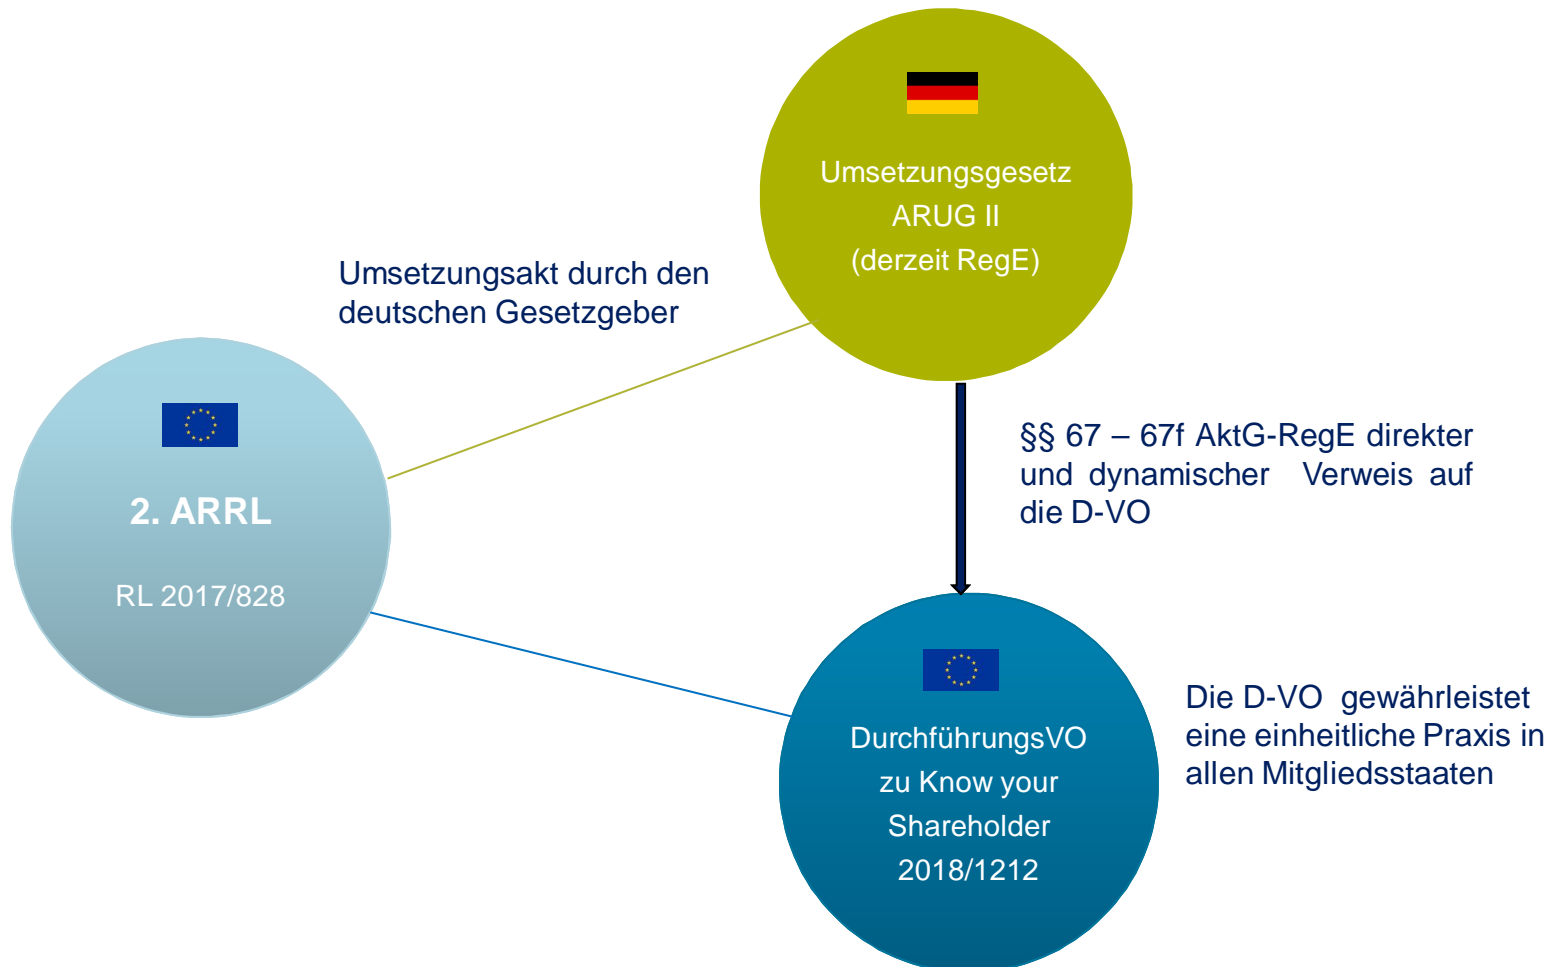 Umsetzungsgesetz
ARUG II
(derzeit RegE)
Umsetzungsakt durch den
deutschen Gesetzgeber
2. ARRL
RL 2017/828
§§ 67 – 67f AktG-RegE direkter
und dynamischer Verweis auf
die D-VO
DurchführungsVO
zu Know your
Shareholder
2018/1212
Die D-VO gewährleistet
eine einheitliche Praxis in
allen Mitgliedsstaaten